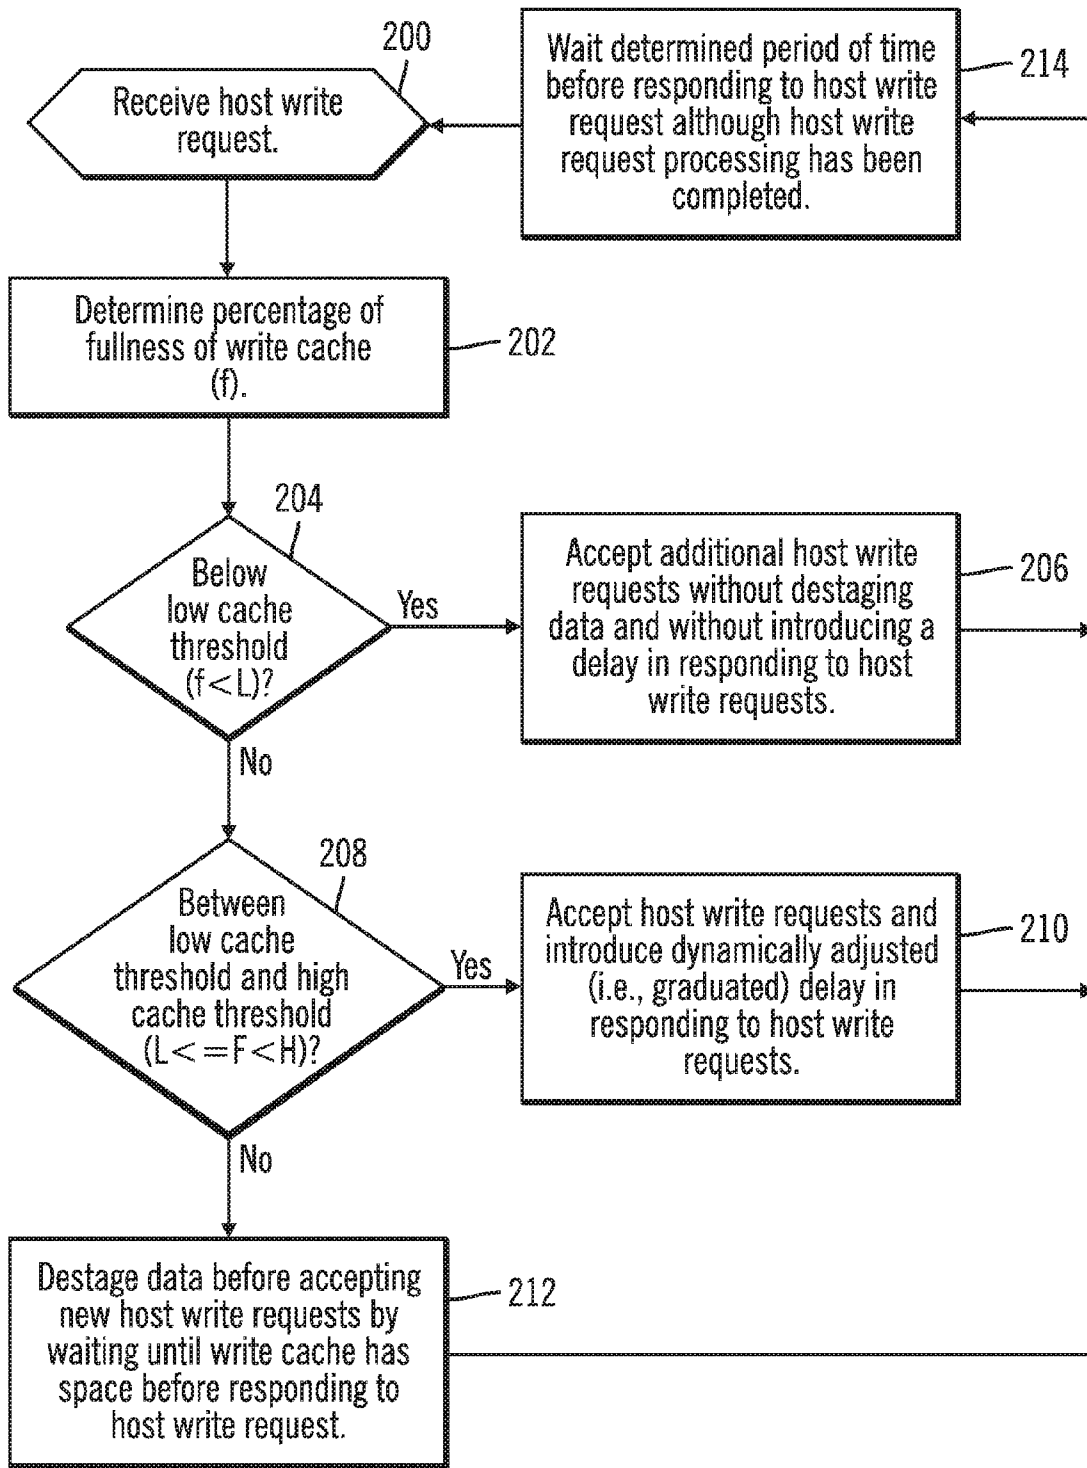 200
Receive host write
request.
Wait determined period of time
before responding to host write
request although host write
request processing has been
completed.
214
Determine percentage of
fullness of write cache
(f).
202
204
Below
low cache
threshold
(f<L)?
Yes
No
Accept additional host write
requests without destaging
data and without introducing a
delay in responding to host
write requests.
206
208
Between
low cache
threshold and high
cache threshold
(L<=F<H)?
Yes
No
Accept host write requests and
introduce dynamically adjusted
(i.e., graduated) delay in
responding to host write
requests.
210
Destage data before accepting
new host write requests by
waiting until write cache has
space before responding to
host write request.
212